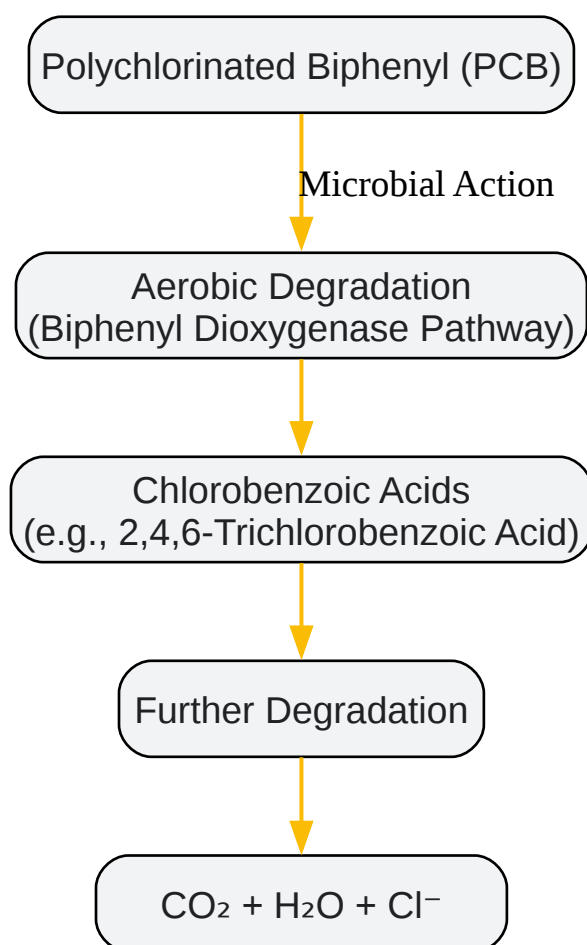 Polychlorinated Biphenyl (PCB)
Microbial Action
Aerobic Degradation
(Biphenyl Dioxygenase Pathway)
Chlorobenzoic Acids
(e.g., 2,4,6-Trichlorobenzoic Acid)
Further Degradation
CO₂ + H₂O + Cl⁻